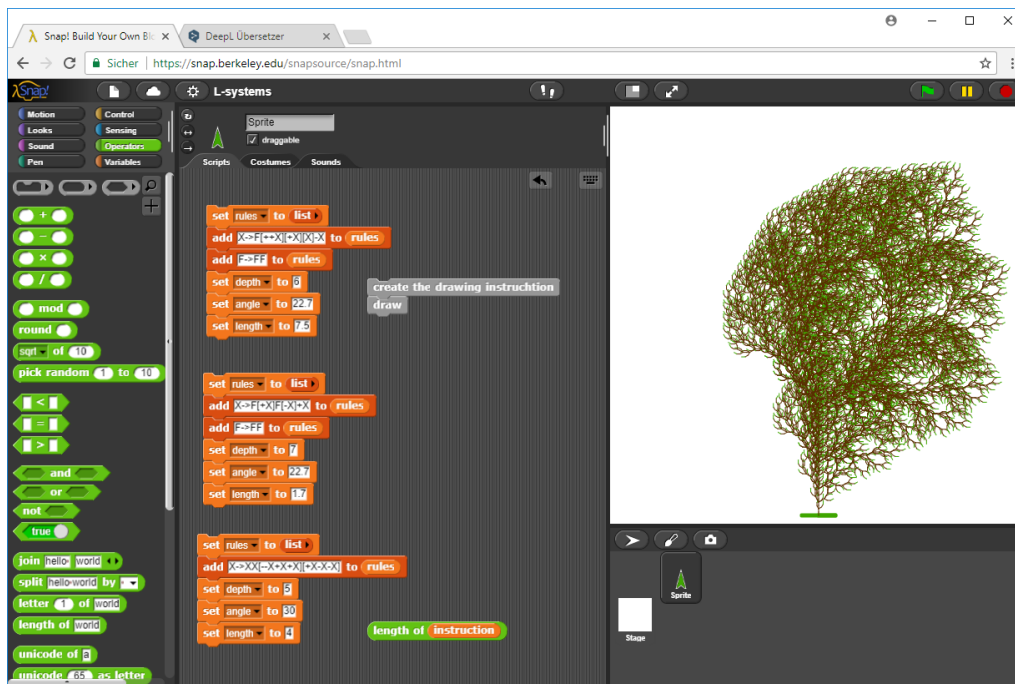 Snap! Build Your Own Blo
DeepL Übersetzer
Sicher
https://snap.berkeley.edu/snapsource/snap.html
Snap!
L-systems
Motion
Control
Looks
Sensing
Sound
Operators
Pen
Variables
Sprite
draggable
Scripts
Costumes
Sounds
+
−
×
/
mod
round
sqrt of 10
pick random 1 to 10
<
=
>
and
or
not
true
join hello world
split hello world by
letter 1 of world
length of world
unicode of a
unicode 65 as letter
set rules to list
add X->F[++X][+X][X]-X to rules
add F->FF to rules
set depth to 6
set angle to 22.7
set length to 7.5
create the drawing instruchtion
draw
set rules to list
add X->F[+X]F[-X]+X to rules
add F->FF to rules
set depth to 7
set angle to 22.7
set length to 1.7
set rules to list
add X->XX[--X+X+X][+X-X-X] to rules
set depth to 5
set angle to 30
set length to 4
length of instruction
Sprite
Stage